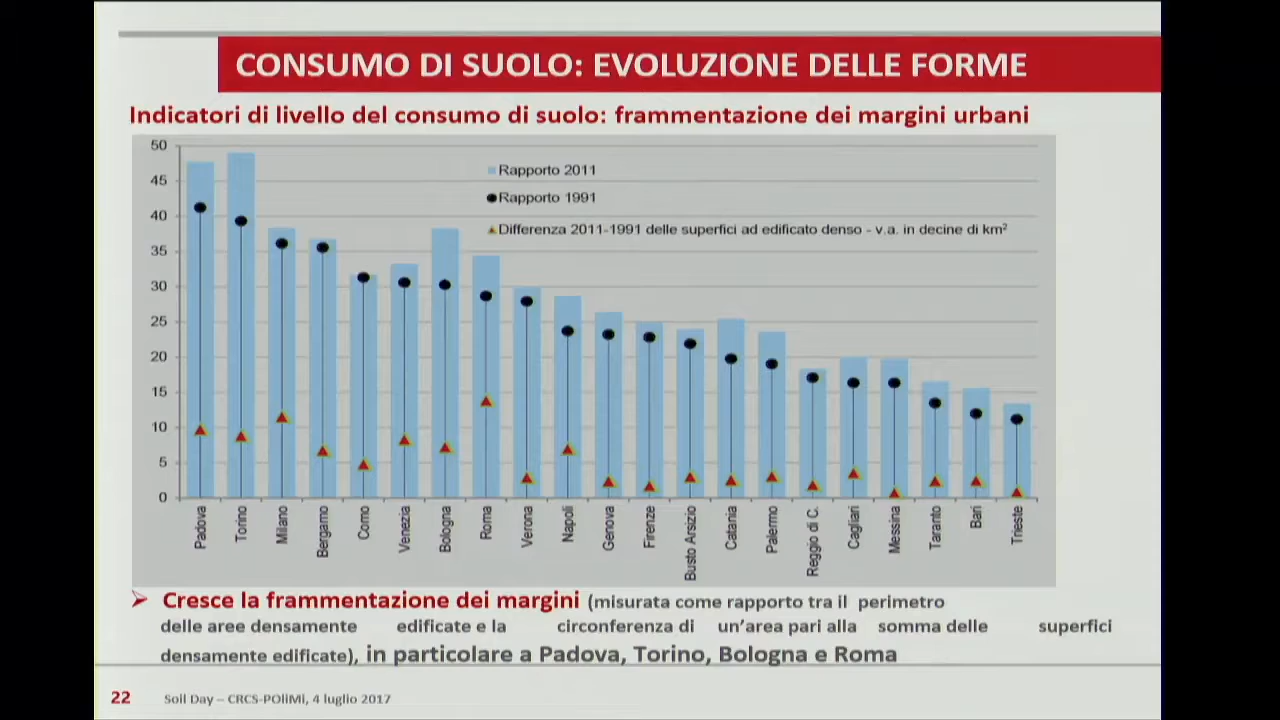 CONSUMO DI SUOLO: EVOLUZIONE DELLE FORME
Indicatori di livello del consumo di suolo: frammentazione dei margini urbani
50
45
40
35
30
25
20
15
10
5
0
Rapporto 2011
Rapporto 1991
Differenza 2011-1991 delle superfici ad edificato denso - v.a. in decine di km²
Padova
Torino
Milano
Bergamo
Como
Venezia
Bologna
Roma
Verona
Napoli
Genova
Firenze
Busto Arsizio
Catania
Palermo
Reggio di C.
Cagliari
Messina
Taranto
Bari
Trieste
Cresce la frammentazione dei margini (misurata come rapporto tra il perimetro
delle aree densamente edificate e la circonferenza di un'area pari alla somma delle superfici
densamente edificate), in particolare a Padova, Torino, Bologna e Roma
22 Soil Day – CRCS-POliMi, 4 luglio 2017